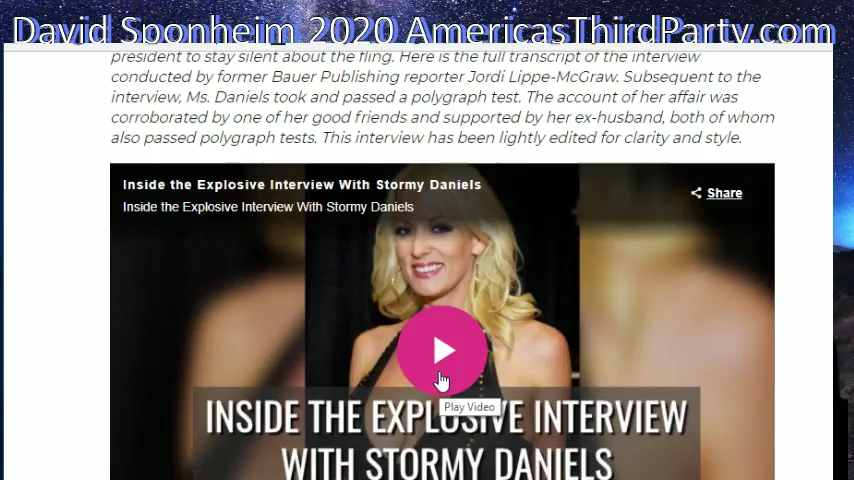 David Sponheim 2020 AmericasThirdParty.com
president to stay silent about the fling. Here is the full transcript of the interview
conducted by former Bauer Publishing reporter Jordi Lippe-McGraw. Subsequent to the
interview, Ms. Daniels took and passed a polygraph test. The account of her affair was
corroborated by one of her good friends and supported by her ex-husband, both of whom
also passed polygraph tests. This interview has been lightly edited for clarity and style.
Inside the Explosive Interview With Stormy Daniels
Share
Inside the Explosive Interview With Stormy Daniels
Play Video
INSIDE THE EXPLOSIVE INTERVIEW
WITH STORMY DANIELS